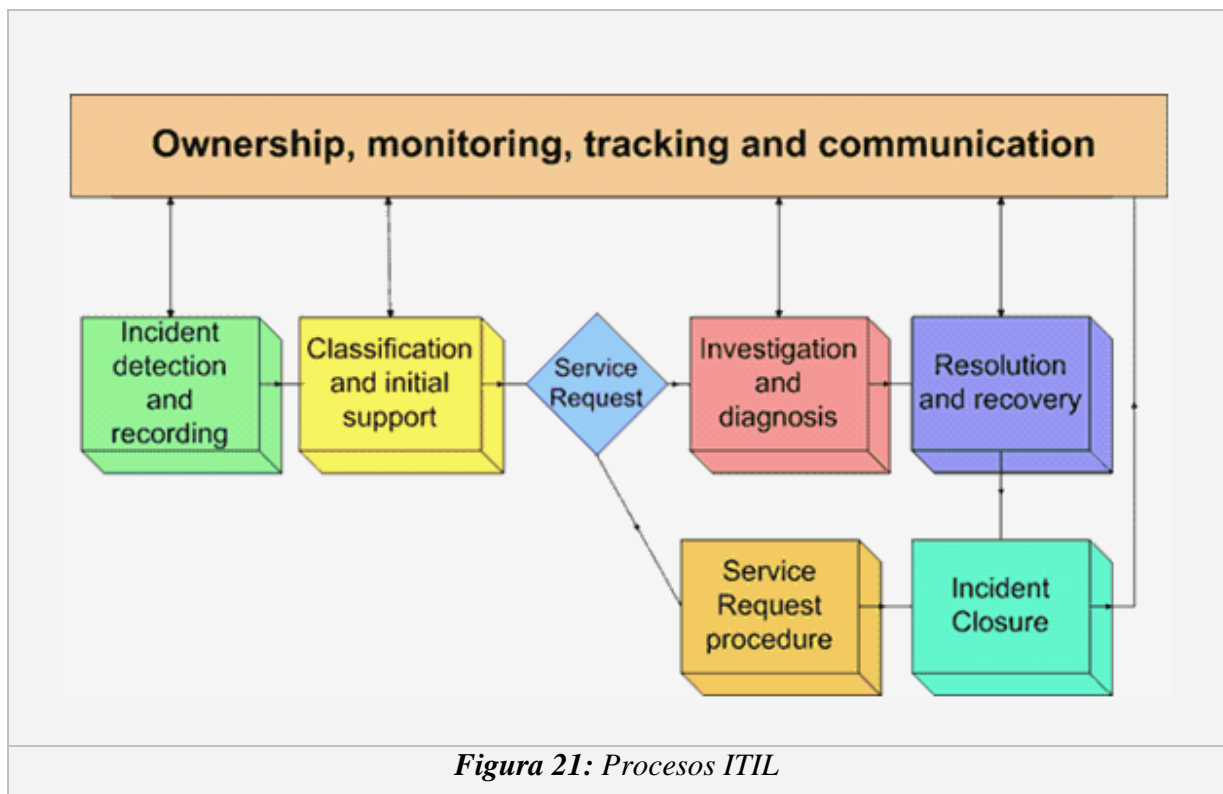 Ownership, monitoring, tracking and communication
Incident
detection
and
recording
Classification
and initial
support
Service
Request
Investigation
and
diagnosis
Resolution
and recovery
Service
Request
procedure
Incident
Closure
Figura 21: Procesos ITIL